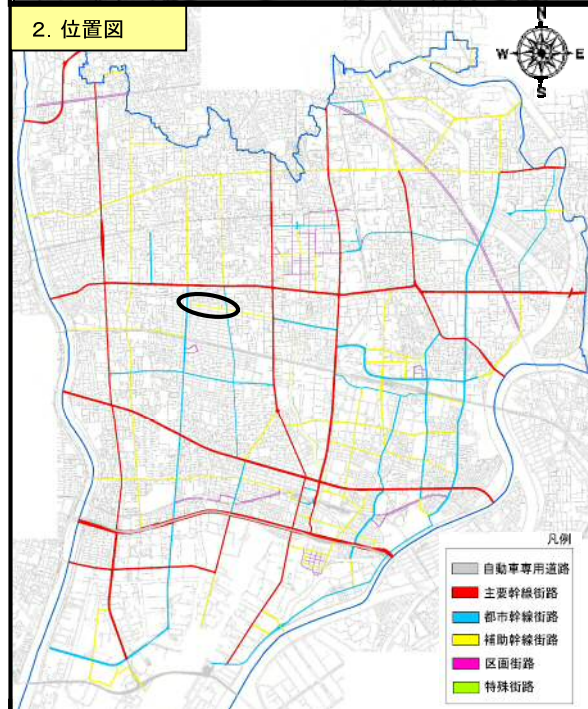 2. 位置図
N
W
E
S
凡例
自動車専用道路
主要幹線街路
都市幹線街路
補助幹線街路
区画街路
特殊街路